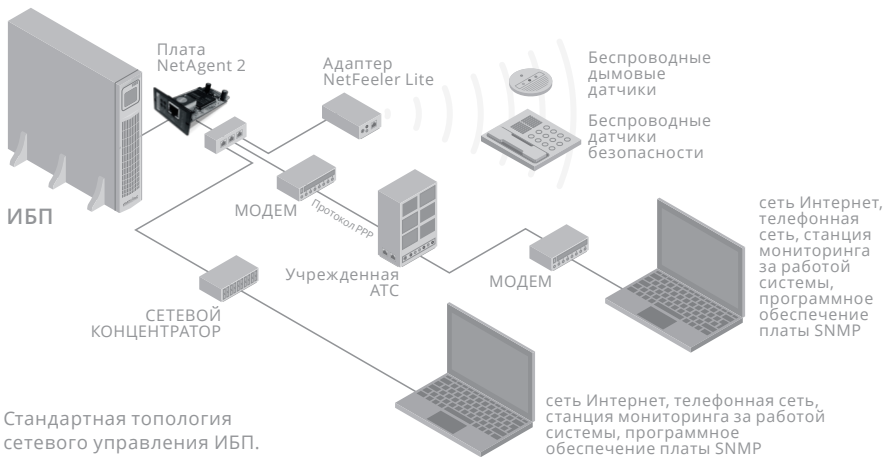 Плата
NetAgent 2
Адаптер
NetFeeler Lite
Беспроводные
дымовые
датчики
Беспроводные
датчики
безопасности
ИБП
МОДЕМ
Протокол PPP
Учрежденная
АТС
МОДЕМ
сеть Интернет,
телефонная
сеть, станция
мониторинга
за работой
системы,
программное
обеспечение
платы SNMP
СЕТЕВОЙ
КОНЦЕНТРАТОР
сеть Интернет, телефонная сеть,
станция мониторинга за работой
системы, программное
обеспечение платы SNMP
Стандартная топология
сетевого управления ИБП.